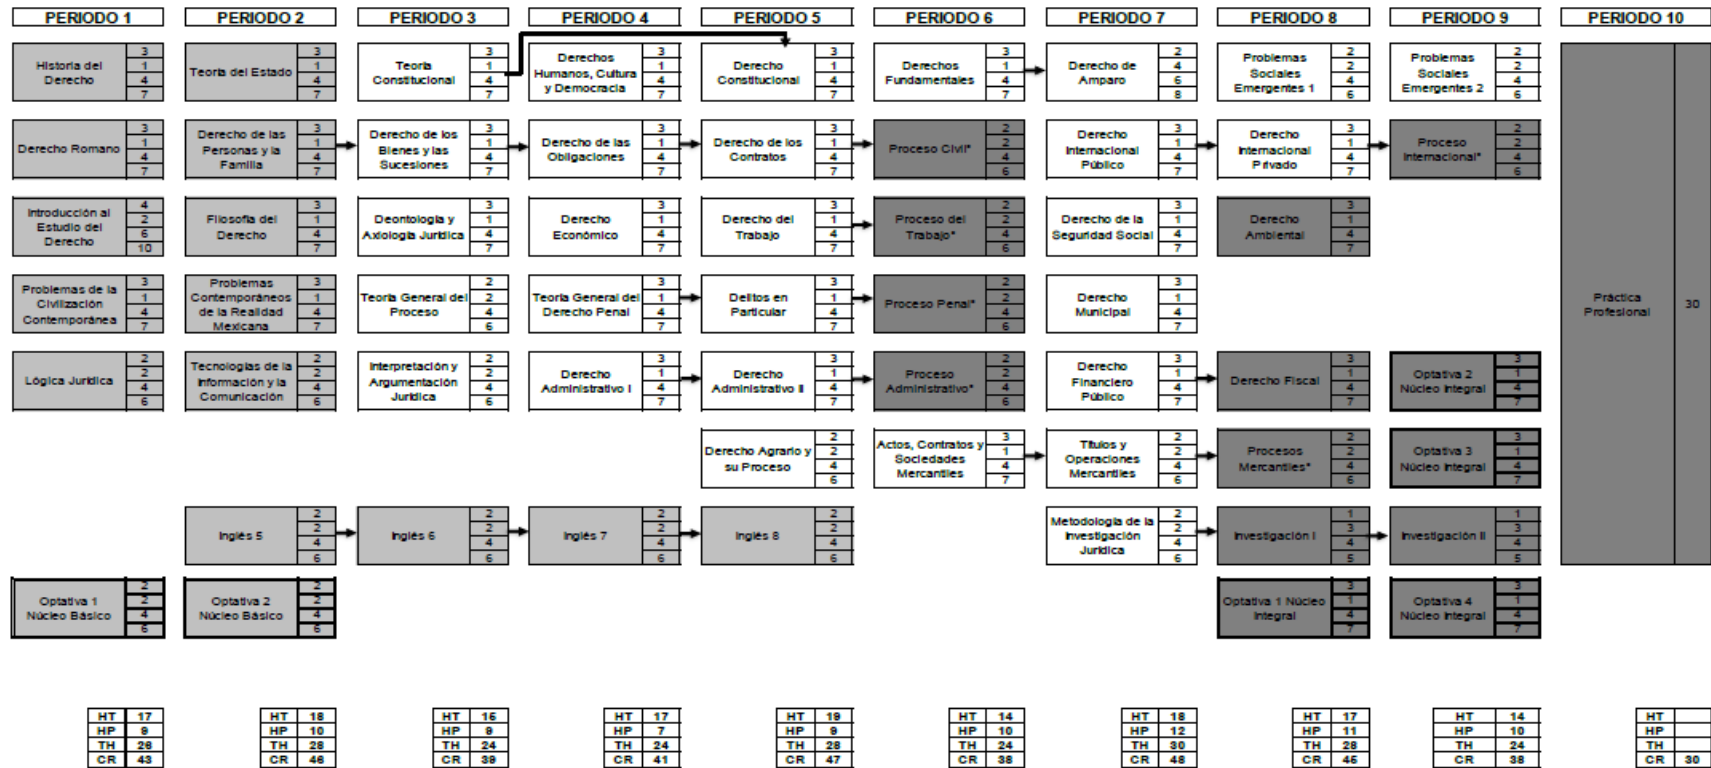 PERIODO 1
PERIODO 2
PERIODO 3
PERIODO 4
PERIODO 5
PERIODO 6
PERIODO 7
PERIODO 8
PERIODO 9
PERIODO 10
Historia del
Derecho
3
1
4
7
Teoría del Estado
3
1
4
7
Teoría
Constitucional
3
1
4
7
Derechos
Humanos, Cultura
y Democracia
3
1
4
7
Derecho
Constitucional
3
1
4
7
Derechos
Fundamentales
3
1
4
7
Derecho de
Amparo
2
4
6
8
Problemas
Sociales
Emergentes 1
2
2
4
6
Problemas
Sociales
Emergentes 2
2
2
4
6
Derecho Romano
3
1
4
7
Derecho de las
Personas y la
Familia
3
1
4
7
Derecho de los
Bienes y las
Sucesiones
3
1
4
7
Derecho de las
Obligaciones
3
1
4
7
Derecho de los
Contratos
3
1
4
7
Proceso Civil*
2
2
4
6
Derecho
Internacional
Público
3
1
4
7
Derecho
Internacional
Privado
3
1
4
7
Proceso
Internacional*
2
2
4
6
Introducción al
Estudio del
Derecho
4
2
6
10
Filosofía del
Derecho
3
1
4
7
Deontología y
Axiología Jurídica
3
1
4
7
Derecho
Económico
3
1
4
7
Derecho del
Trabajo
3
1
4
7
Proceso del
Trabajo*
2
2
4
6
Derecho de la
Seguridad Social
3
1
4
7
Derecho
Ambiental
3
1
4
7
Problemas de la
Civilización
Contemporánea
3
1
4
7
Problemas
Contemporáneos
de la Realidad
Mexicana
3
1
4
7
Teoría General del
Proceso
2
2
4
6
Teoría General del
Derecho Penal
3
1
4
7
Delitos en
Particular
3
1
4
7
Proceso Penal*
2
2
4
6
Derecho
Municipal
3
1
4
7
Práctica
Profesional
30
Lógica Jurídica
2
2
4
6
Tecnologías de la
Información y la
Comunicación
2
2
4
6
Interpretación y
Argumentación
Jurídica
2
2
4
6
Derecho
Administrativo I
3
1
4
7
Derecho
Administrativo II
3
1
4
7
Proceso
Administrativo*
2
2
4
6
Derecho
Financiero
Público
3
1
4
7
Derecho Fiscal
3
1
4
7
Optativa 2
Núcleo Integral
3
1
4
7
Derecho Agrario y
su Proceso
2
2
4
6
Actos, Contratos y
Sociedades
Mercantiles
3
1
4
7
Títulos y
Operaciones
Mercantiles
2
2
4
6
Procesos
Mercantiles*
2
2
4
6
Optativa 3
Núcleo Integral
3
1
4
7
Inglés 5
2
2
4
6
Inglés 6
2
2
4
6
Inglés 7
2
2
4
6
Inglés 8
2
2
4
6
Metodología de la
Investigación
Jurídica
2
2
4
6
Investigación I
1
3
4
5
Investigación II
1
3
4
5
Optativa 1
Núcleo Básico
2
2
4
6
Optativa 2
Núcleo Básico
2
2
4
6
Optativa 1 Núcleo
Integral
3
1
4
7
Optativa 4
Núcleo Integral
3
1
4
7
HT 17
HP 9
TH 26
CR 43
HT 18
HP 10
TH 28
CR 46
HT 15
HP 9
TH 24
CR 39
HT 17
HP 7
TH 24
CR 41
HT 19
HP 9
TH 28
CR 47
HT 14
HP 10
TH 24
CR 38
HT 18
HP 12
TH 30
CR 48
HT 17
HP 11
TH 28
CR 45
HT 14
HP 10
TH 24
CR 38
HT
HP
TH
CR 30